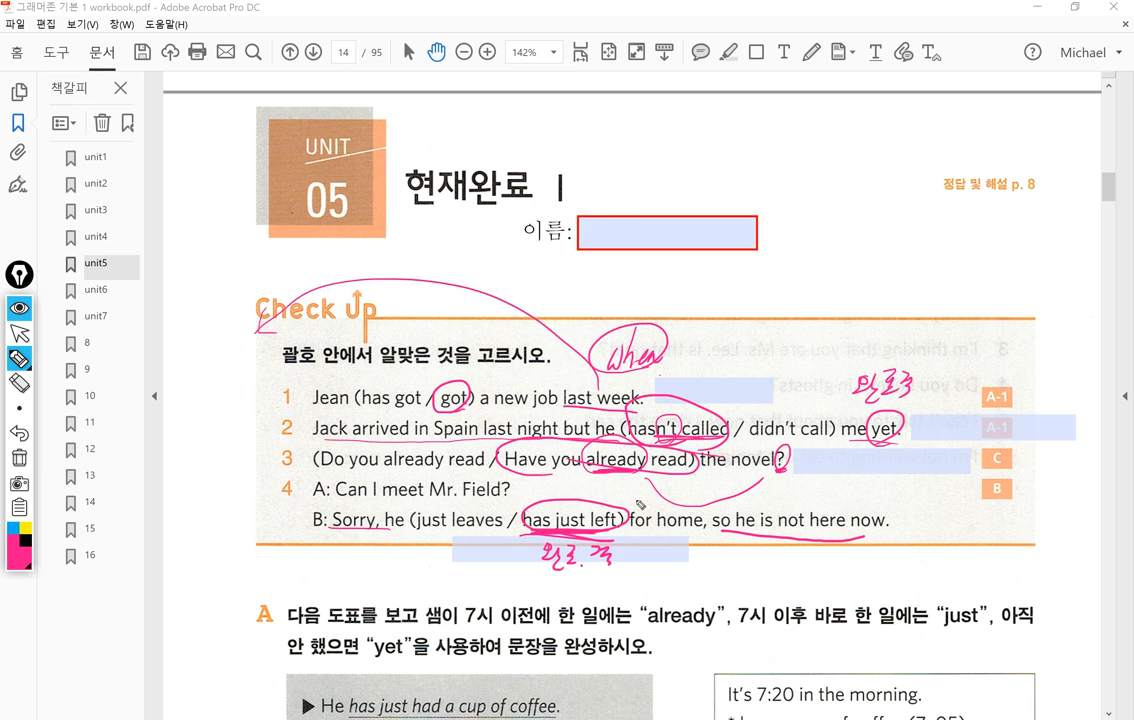 그래머존 기본 1 workbook.pdf - Adobe Acrobat Pro DC
파일 편집 보기(V) 창(W) 도움말(H)
홈 도구 문서 14 / 95 142% Michael
책갈피
unit1
unit2
unit3
unit4
unit5
unit6
unit7
8
9
10
11
12
13
14
15
16
UNIT
05
현재완료 I
정답 및 해설 p. 8
이름:
Check Up
괄호 안에서 알맞은 것을 고르시오.
when
1 Jean (has got / got) a new job last week. A-1
2 Jack arrived in Spain last night but he (hasn't called / didn't call) me yet. A-1
3 (Do you already read / Have you already read) the novel? C
4 A: Can I meet Mr. Field? B
B: Sorry, he (just leaves / has just left) for home, so he is not here now.
A 다음 도표를 보고 샘이 7시 이전에 한 일에는 “already”, 7시 이후 바로 한 일에는 “just”, 아직
안 했으면 “yet”을 사용하여 문장을 완성하시오.
▶ He has just had a cup of coffee.
It's 7:20 in the morning.